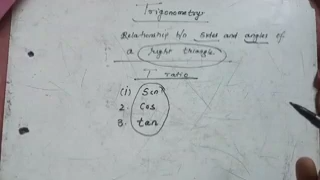 Trigonometry
Relationship b/n sides and angles of
a right triangle
T ratio
(i) Sin
2. Cos
3. tan